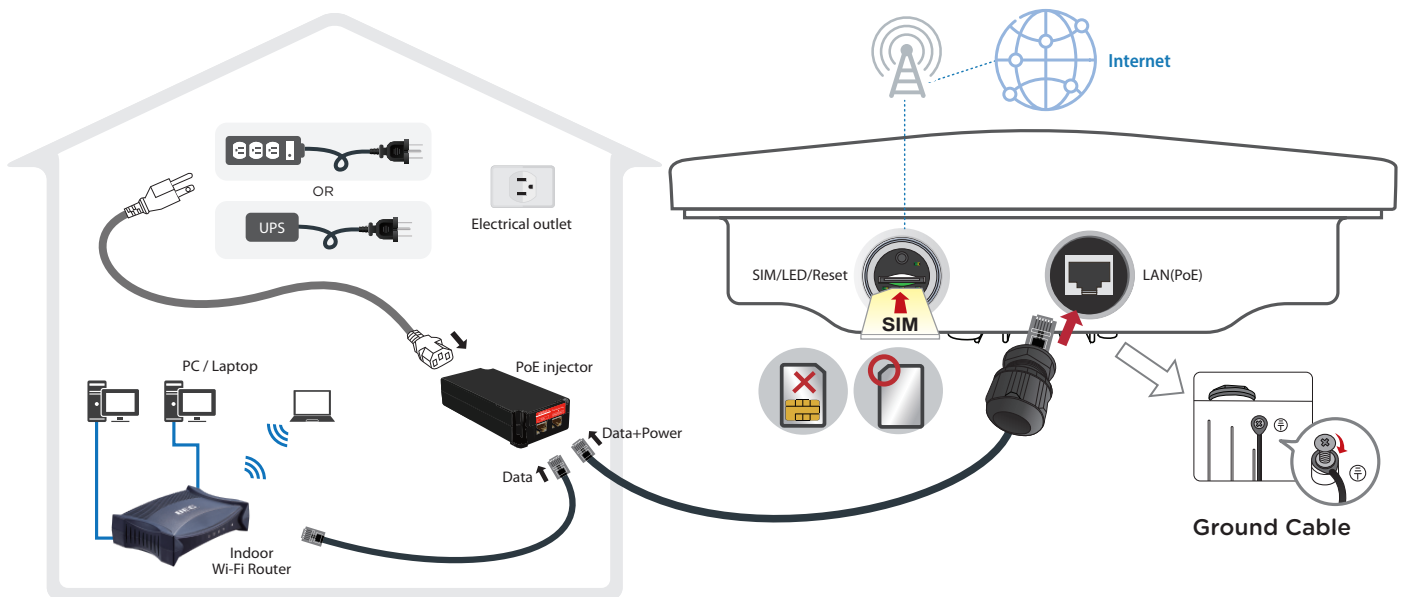 Internet
OR
UPS
Electrical outlet
SIM/LED/Reset
LAN(PoE)
SIM
PC / Laptop
PoE injector
Data+Power
Data
BEC
Indoor
Wi-Fi Router
Ground Cable